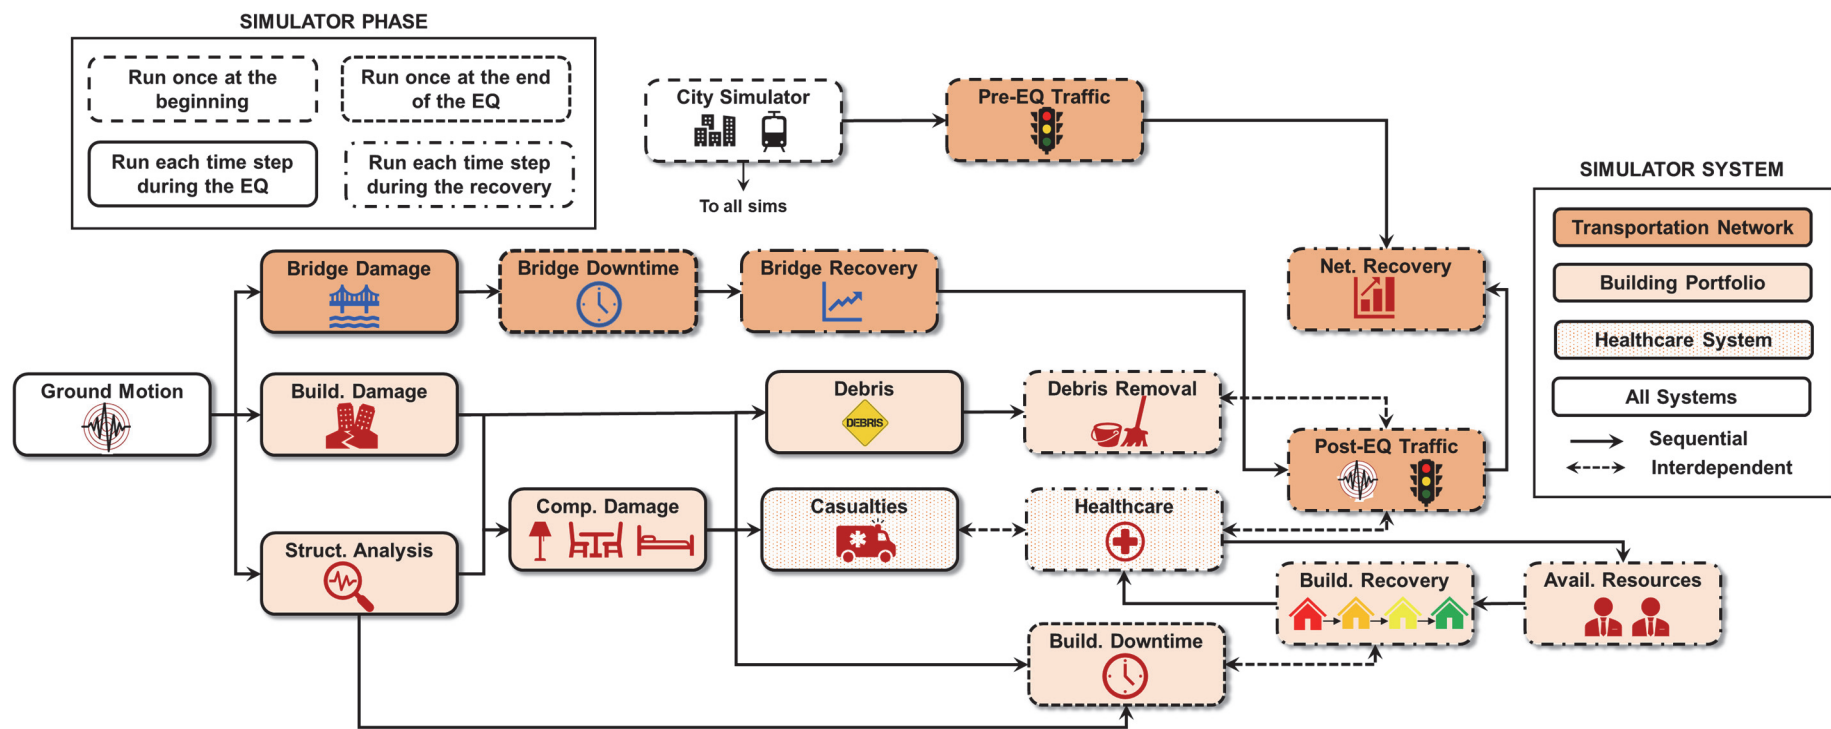 SIMULATOR PHASE
Run once at the
beginning
Run once at the end
of the EQ
Run each time step
during the EQ
Run each time step
during the recovery
City Simulator
To all sims
Pre-EQ Traffic
SIMULATOR SYSTEM
Transportation Network
Building Portfolio
Healthcare System
All Systems
Sequential
Interdependent
Bridge Damage
Bridge Downtime
Bridge Recovery
Net. Recovery
Ground Motion
Build. Damage
Debris
DEBRIS
Debris Removal
Post-EQ Traffic
Struct. Analysis
Comp. Damage
Casualties
Healthcare
Build. Recovery
Avail. Resources
Build. Downtime